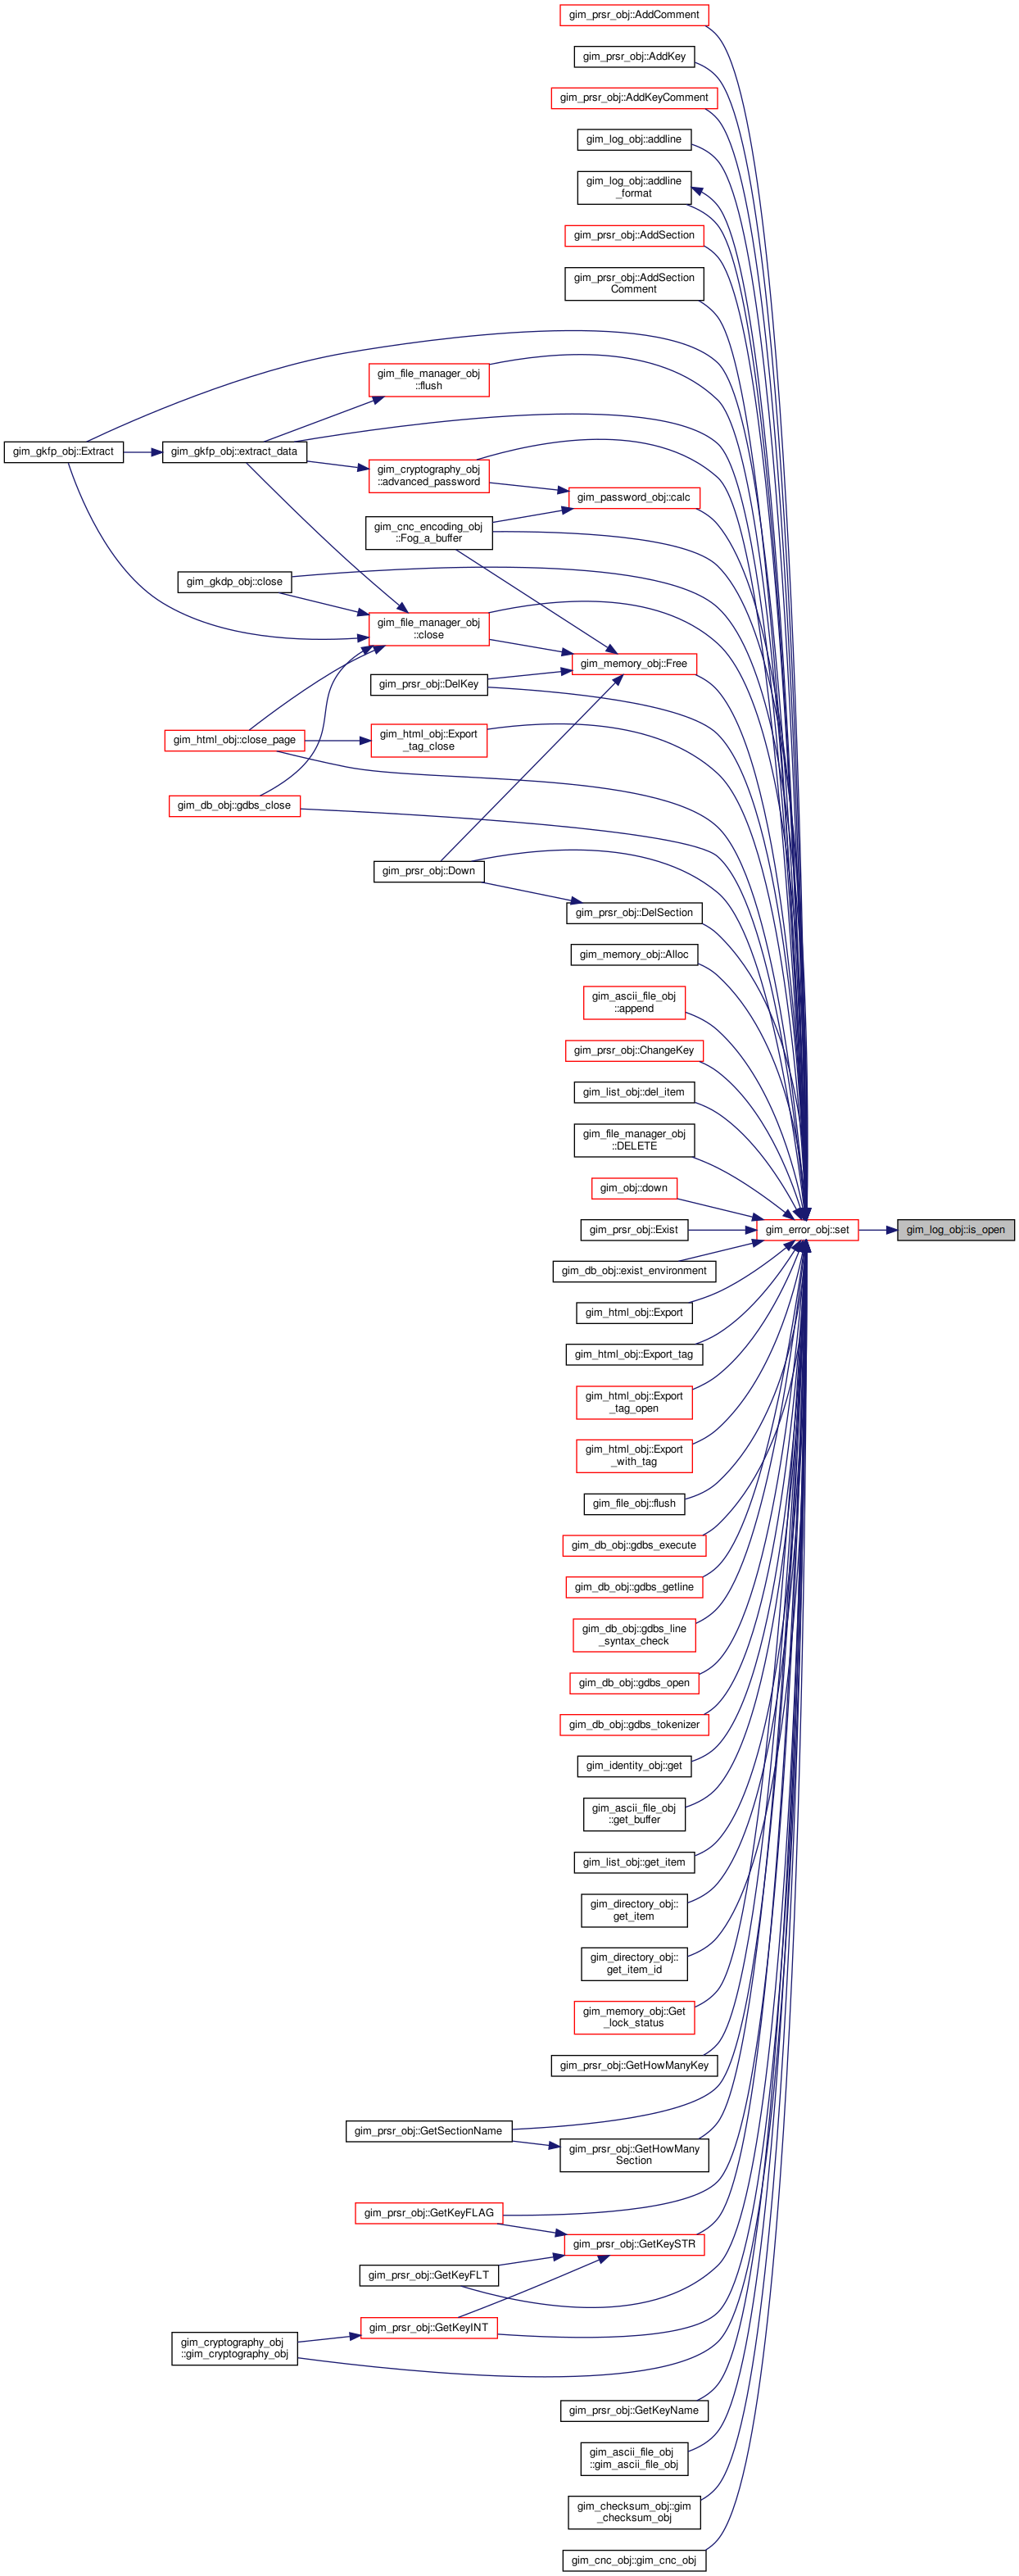 gim_prsr_obj::AddComment
gim_prsr_obj::AddKey
gim_prsr_obj::AddKeyComment
gim_log_obj::addline
gim_log_obj::addline
_format
gim_prsr_obj::AddSection
gim_prsr_obj::AddSection
Comment
gim_file_manager_obj
::flush
gim_gkfp_obj::Extract
gim_gkfp_obj::extract_data
gim_cryptography_obj
::advanced_password
gim_password_obj::calc
gim_cnc_encoding_obj
::Fog_a_buffer
gim_gkdp_obj::close
gim_file_manager_obj
::close
gim_memory_obj::Free
gim_prsr_obj::DelKey
gim_html_obj::close_page
gim_html_obj::Export
_tag_close
gim_db_obj::gdbs_close
gim_prsr_obj::Down
gim_prsr_obj::DelSection
gim_memory_obj::Alloc
gim_ascii_file_obj
::append
gim_prsr_obj::ChangeKey
gim_list_obj::del_item
gim_file_manager_obj
::DELETE
gim_obj::down
gim_prsr_obj::Exist
gim_error_obj::set
gim_log_obj::is_open
gim_db_obj::exist_environment
gim_html_obj::Export
gim_html_obj::Export_tag
gim_html_obj::Export
_tag_open
gim_html_obj::Export
_with_tag
gim_file_obj::flush
gim_db_obj::gdbs_execute
gim_db_obj::gdbs_getline
gim_db_obj::gdbs_line
_syntax_check
gim_db_obj::gdbs_open
gim_db_obj::gdbs_tokenizer
gim_identity_obj::get
gim_ascii_file_obj
::get_buffer
gim_list_obj::get_item
gim_directory_obj::
get_item
gim_directory_obj::
get_item_id
gim_memory_obj::Get
_lock_status
gim_prsr_obj::GetHowManyKey
gim_prsr_obj::GetSectionName
gim_prsr_obj::GetHowMany
Section
gim_prsr_obj::GetKeyFLAG
gim_prsr_obj::GetKeySTR
gim_prsr_obj::GetKeyFLT
gim_prsr_obj::GetKeyINT
gim_cryptography_obj
::gim_cryptography_obj
gim_prsr_obj::GetKeyName
gim_ascii_file_obj
::gim_ascii_file_obj
gim_checksum_obj::gim
_checksum_obj
gim_cnc_obj::gim_cnc_obj